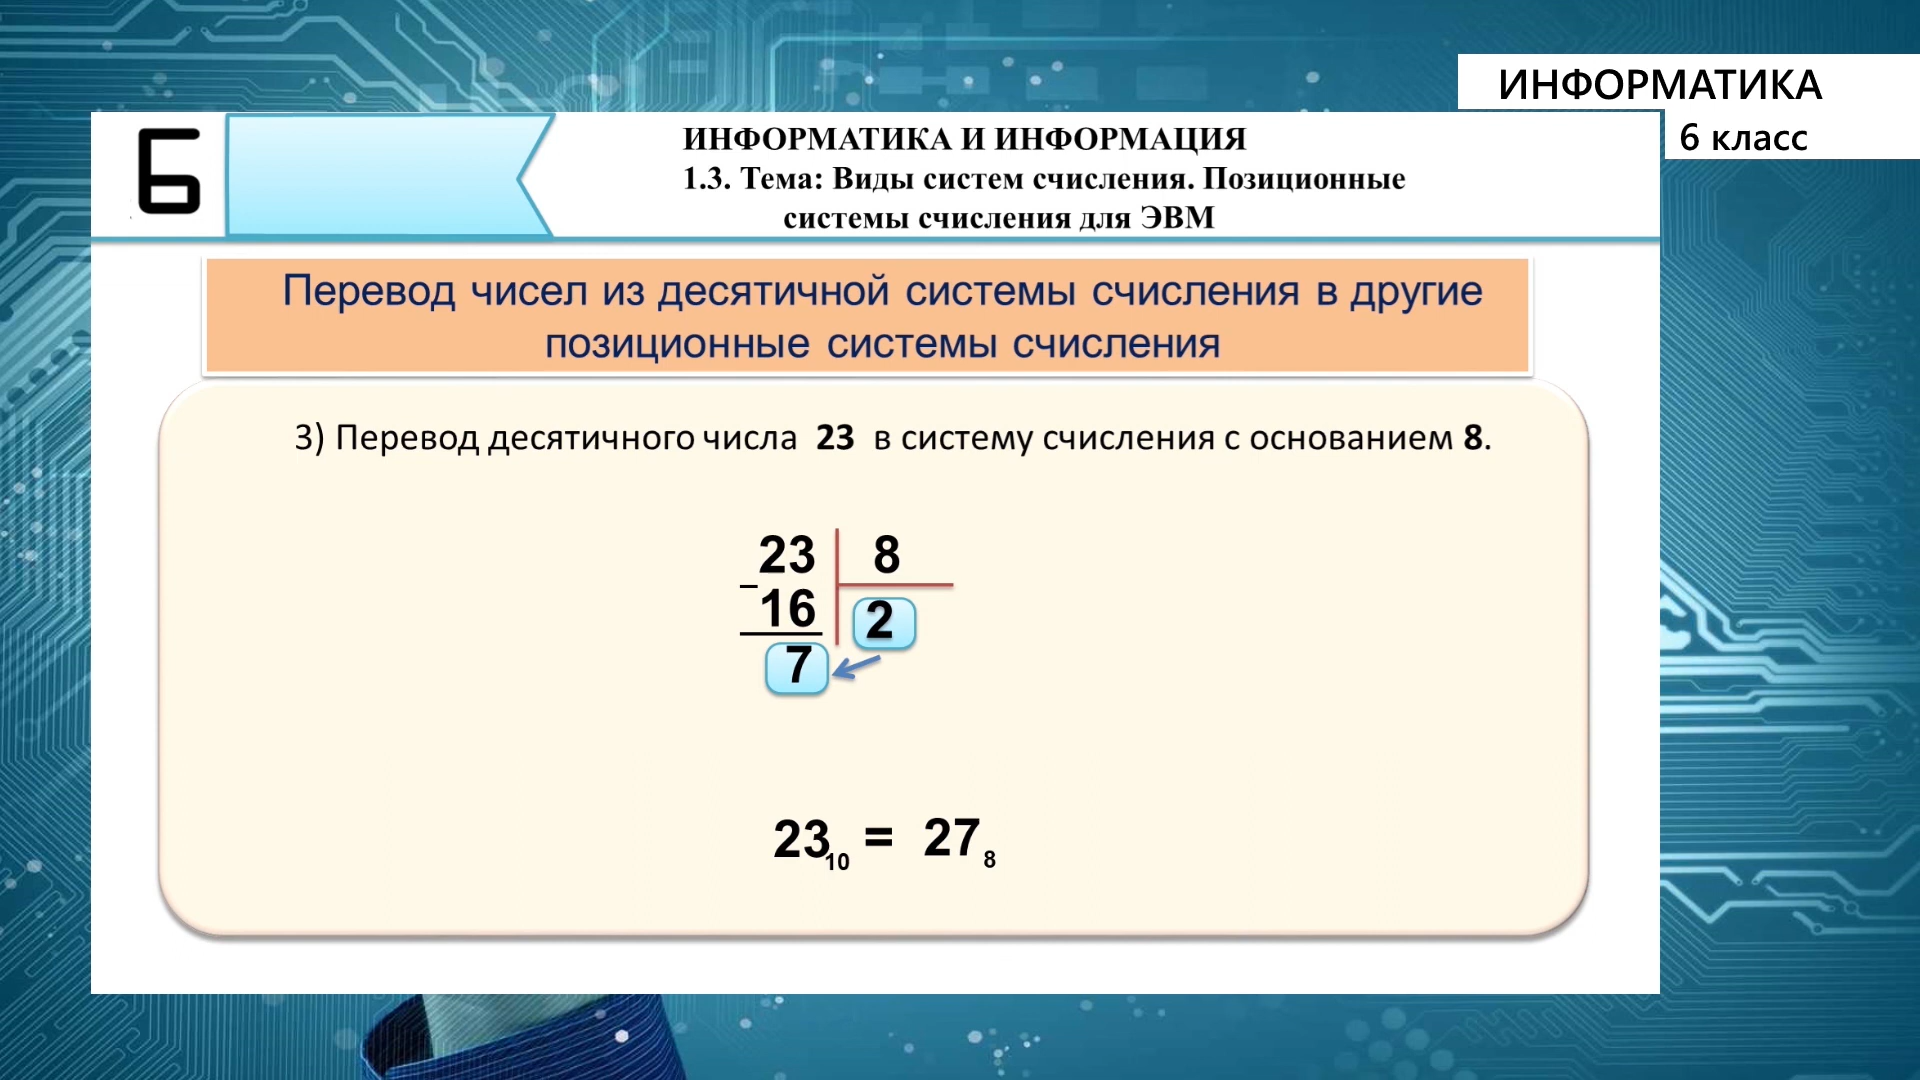 ИНФОРМАТИКА
6 класс
Б
ИНФОРМАТИКА И ИНФОРМАЦИЯ
1.3. Тема: Виды систем счисления. Позиционные
системы счисления для ЭВМ
Перевод чисел из десятичной системы счисления в другие
позиционные системы счисления
3) Перевод десятичного числа 23 в систему счисления с основанием 8.
23 8
– 16 2
7
23₁₀ = 27₈